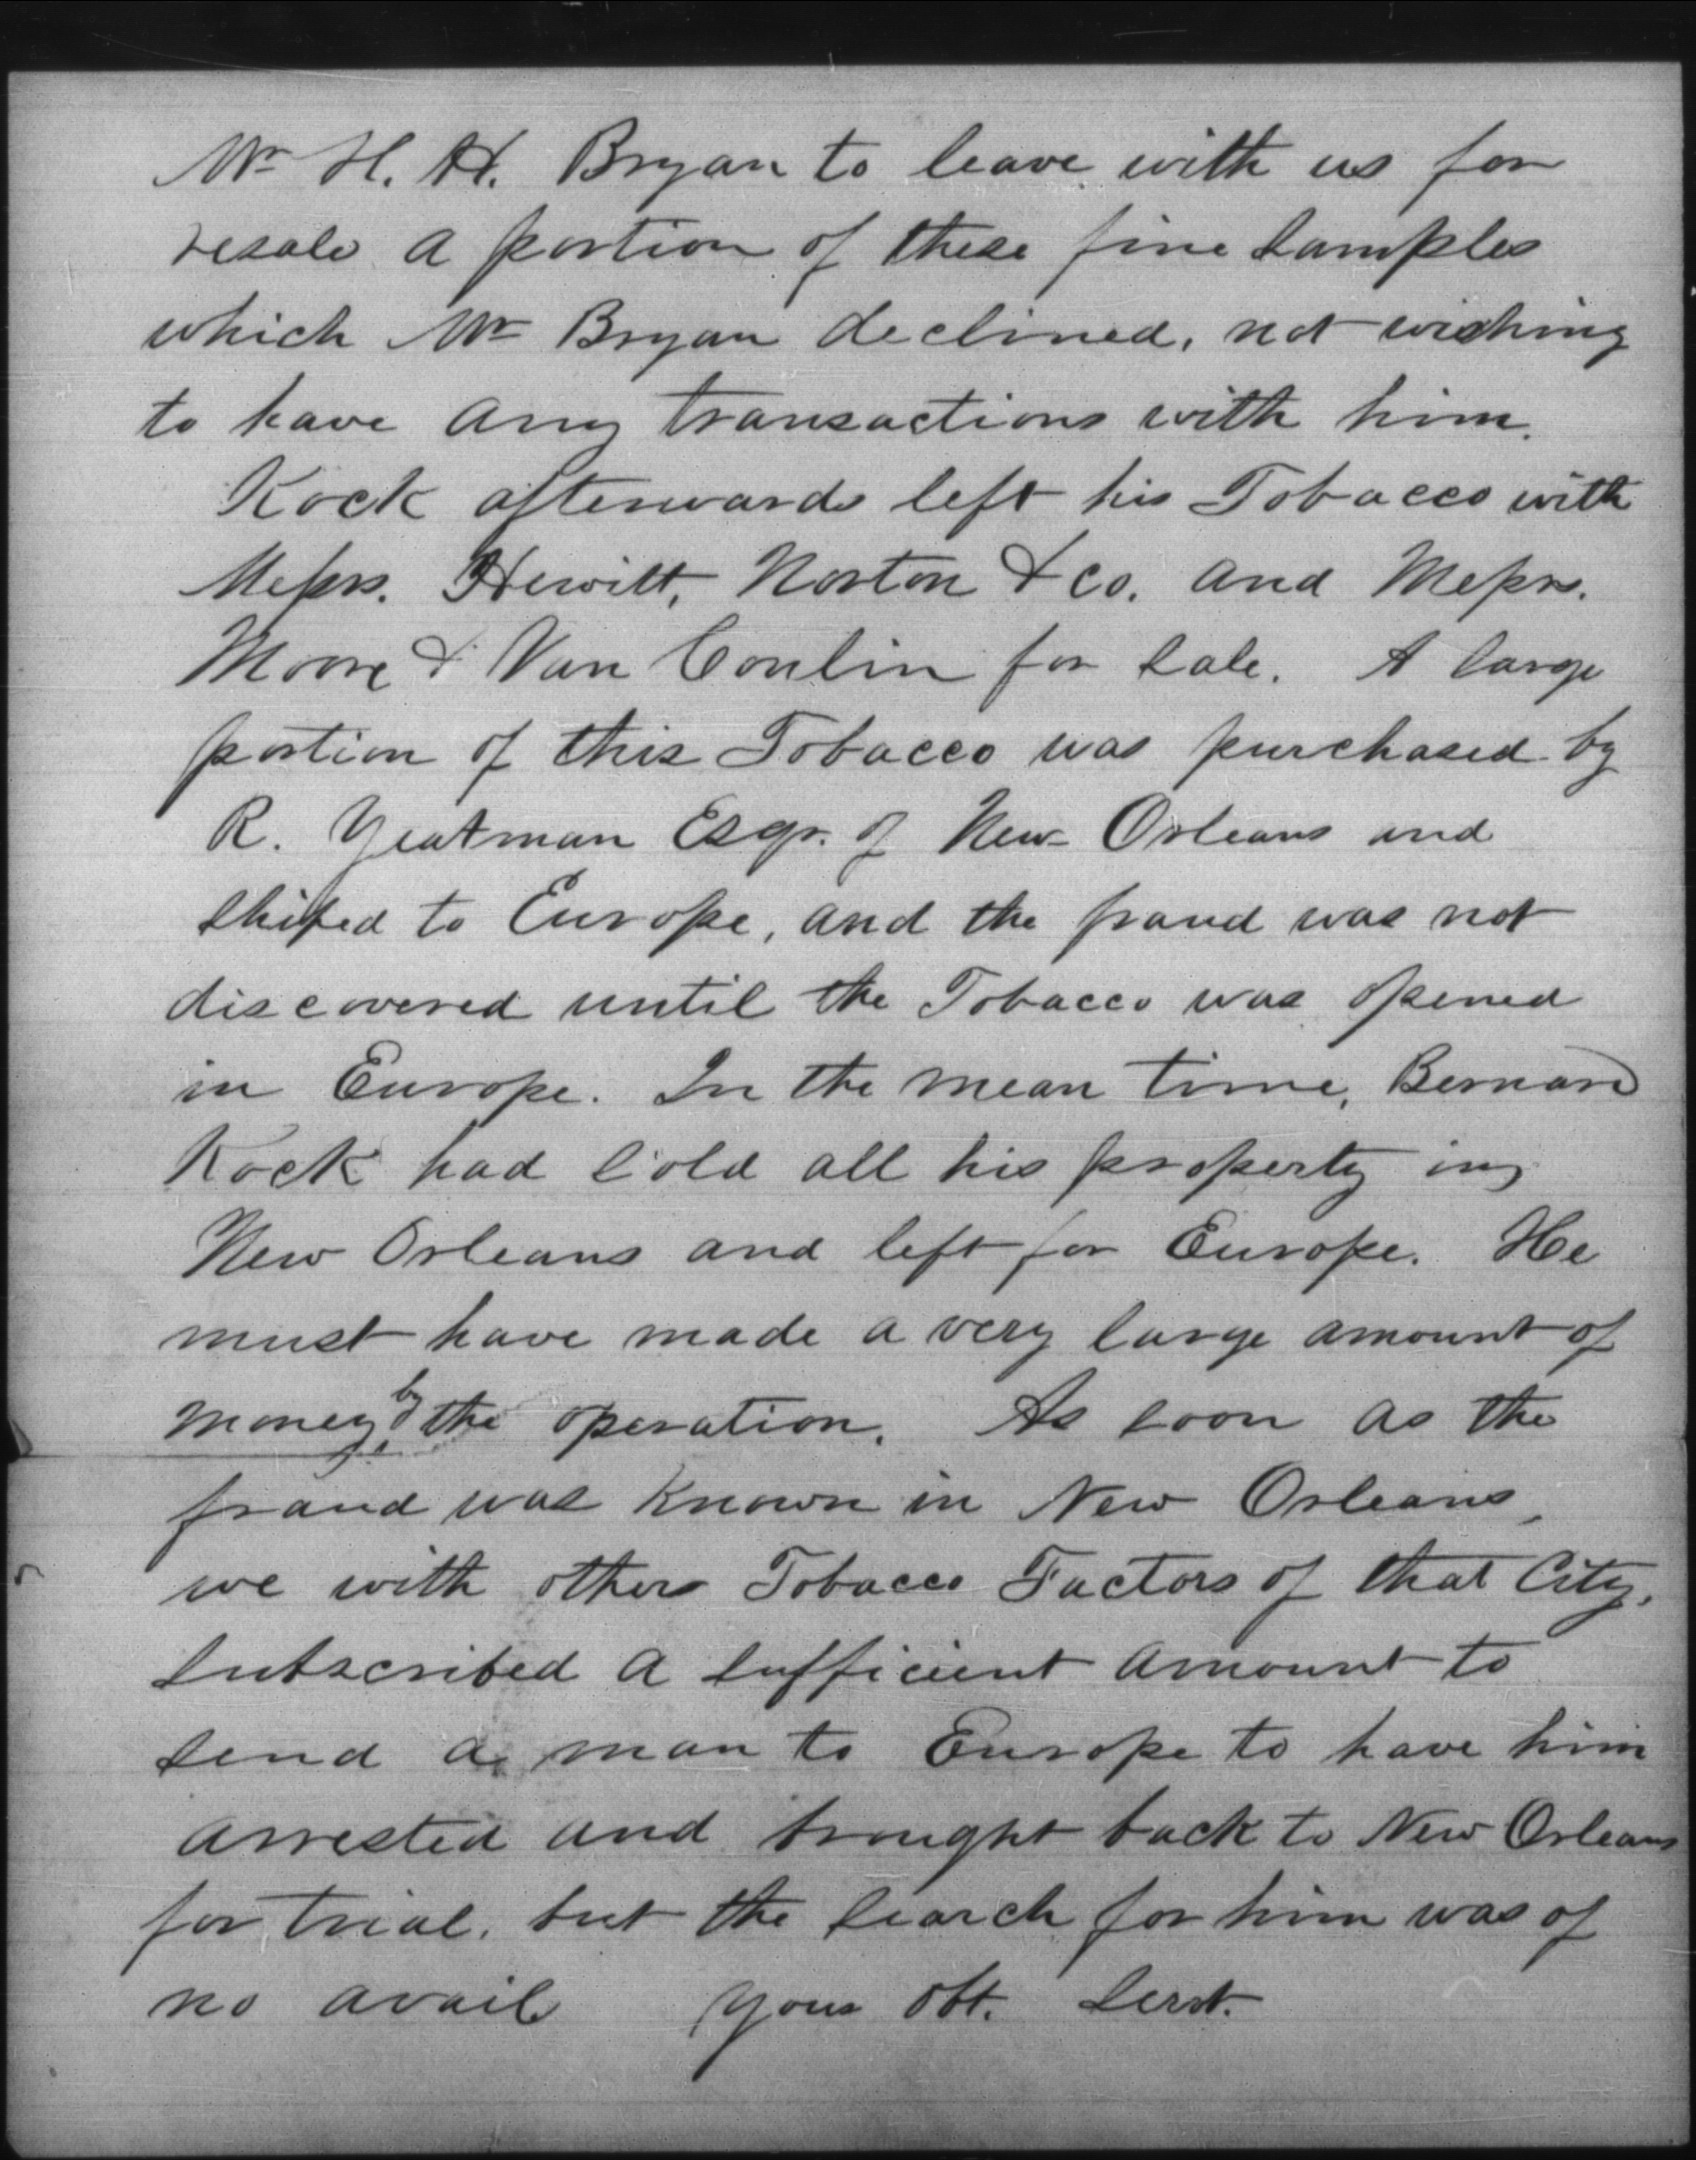 Mr H. H. Bryan to leave with us for
resale a portion of these fine samples
which Mr Bryan declined, not wishing
to have any transactions with him.
Kock afterwards left his Tobacco with
Messrs. Hewitt, Norton & co. and Messrs.
Moore & Van Conlin for sale. A large
portion of this Tobacco was purchased by
R. Yeatman Esqr. of New Orleans and
shiped to Europe, and the fraud was not
discovered until the Tobacco was opened
in Europe. In the mean time, Bernard
Kock had sold all his property in
New Orleans and left for Europe. He
must have made a very large amount of
money by the operation. As soon as the
fraud was known in New Orleans,
we with other Tobacco Factors of that City,
subscribed a sufficient amount to
send a man to Europe to have him
arrested and brought back to New Orleans
for trial, but the search for him was of
no avail Your obt. servt.